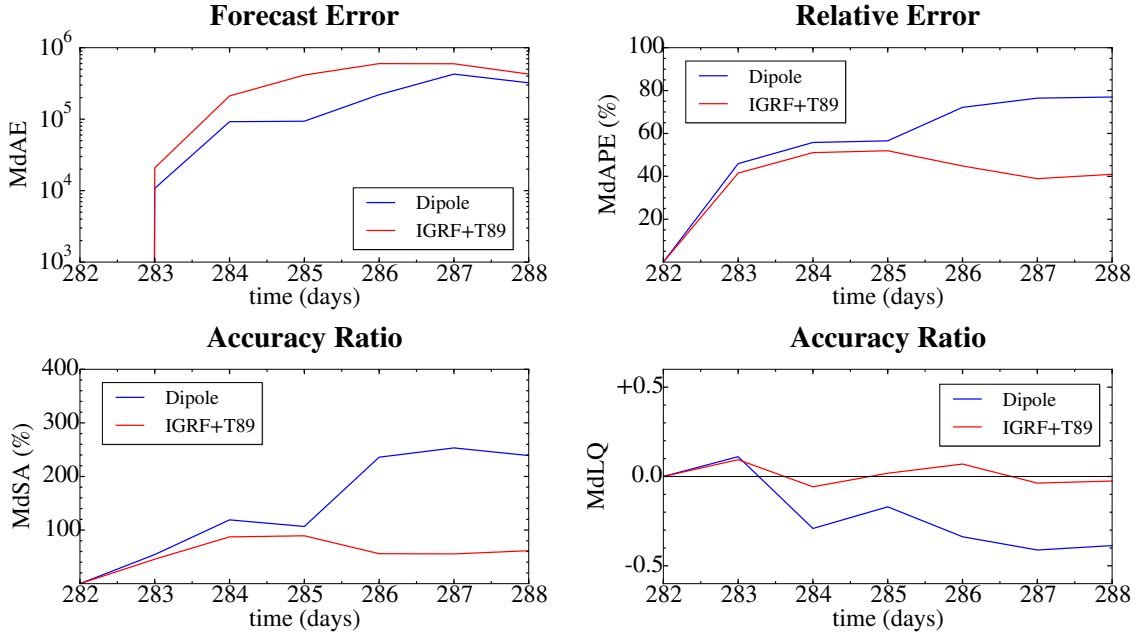 Forecast Error
MdAE
10^6
10^5
10^4
10^3
Dipole
IGRF+T89
282 283 284 285 286 287 288
time (days)
Relative Error
MdAPE (%)
100
80
60
40
20
Dipole
IGRF+T89
282 283 284 285 286 287 288
time (days)
Accuracy Ratio
MdSA (%)
400
300
200
100
Dipole
IGRF+T89
282 283 284 285 286 287 288
time (days)
Accuracy Ratio
MdLQ
+0.5
0.0
-0.5
Dipole
IGRF+T89
282 283 284 285 286 287 288
time (days)